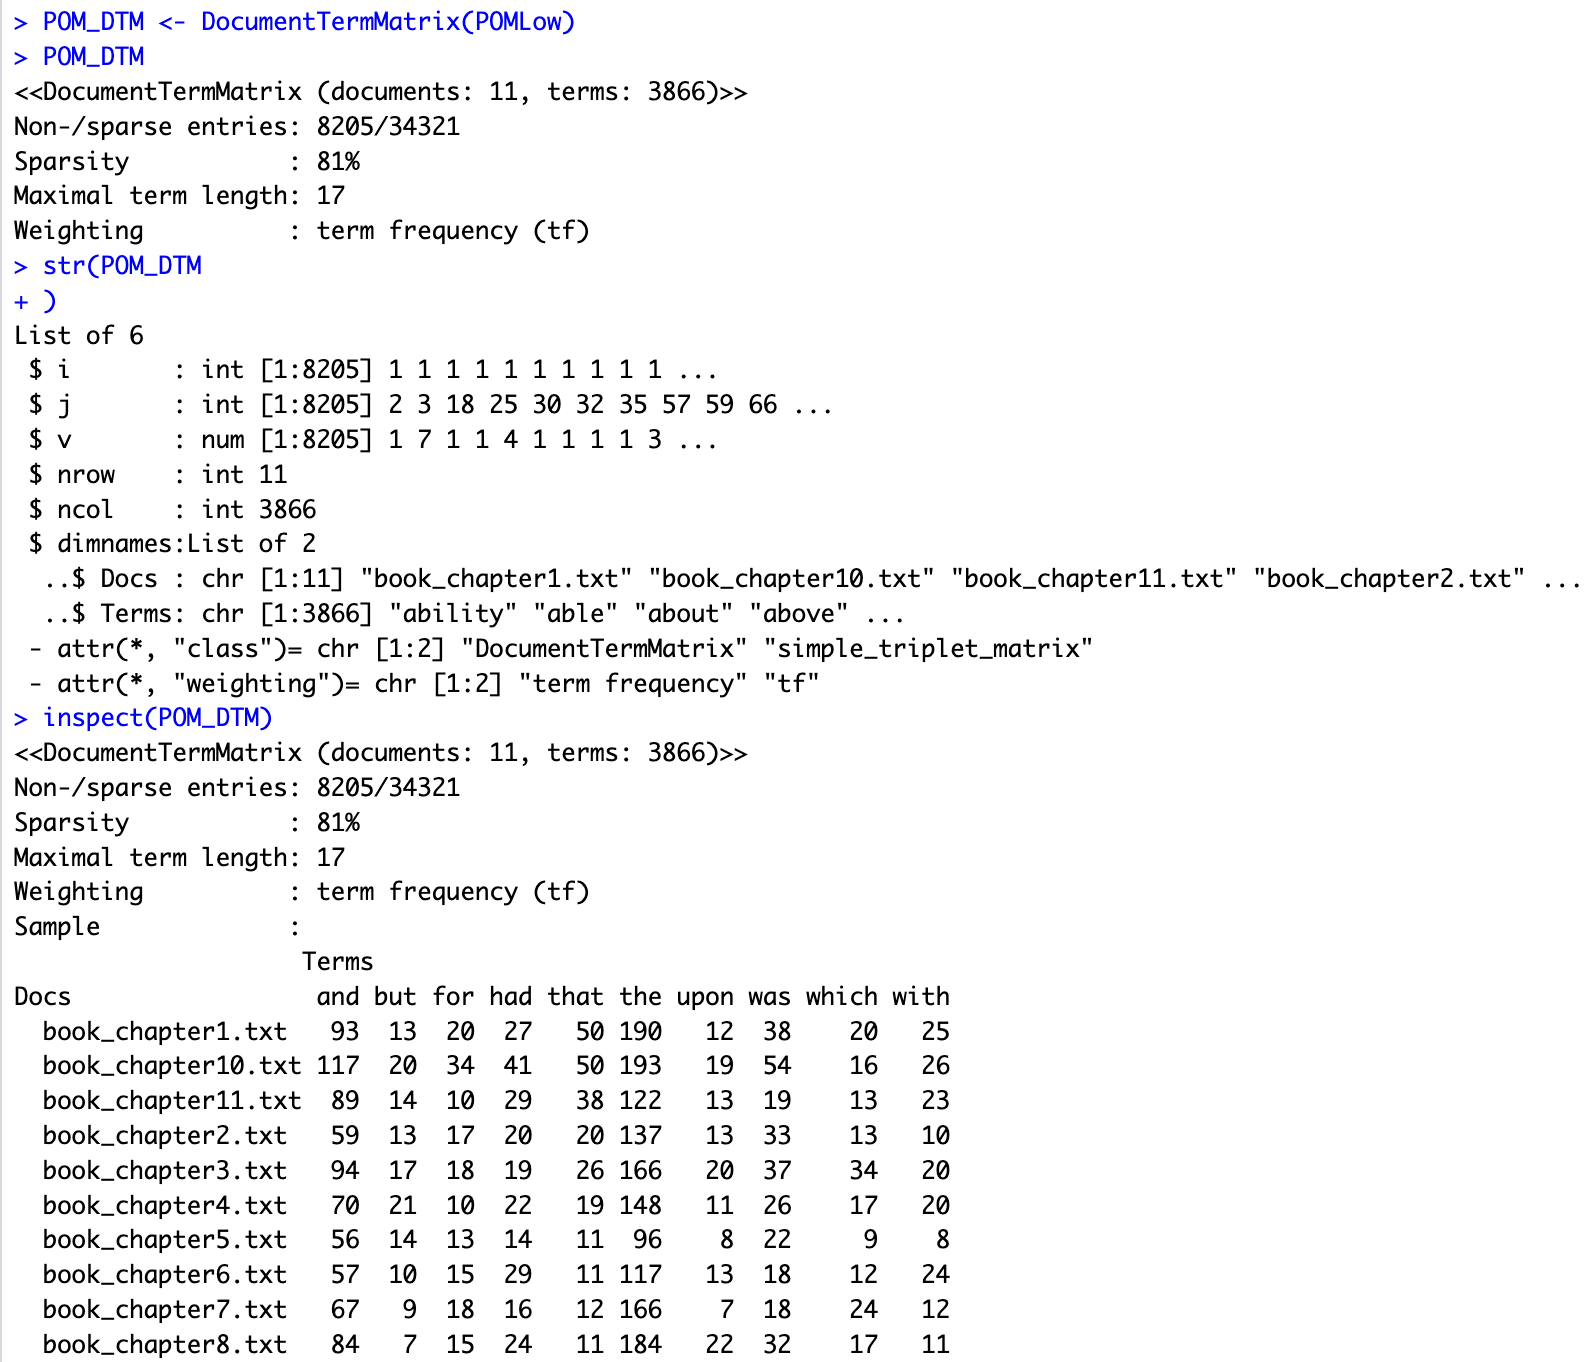 > POM_DTM <- DocumentTermMatrix(POMLow)
> POM_DTM
<<DocumentTermMatrix (documents: 11, terms: 3866)>>
Non-/sparse entries: 8205/34321
Sparsity           : 81%
Maximal term length: 17
Weighting          : term frequency (tf)
> str(POM_DTM
+ )
List of 6
 $ i       : int [1:8205] 1 1 1 1 1 1 1 1 1 1 ...
 $ j       : int [1:8205] 2 3 18 25 30 32 35 57 59 66 ...
 $ v       : num [1:8205] 1 7 1 1 4 1 1 1 1 3 ...
 $ nrow    : int 11
 $ ncol    : int 3866
 $ dimnames:List of 2
  ..$ Docs : chr [1:11] "book_chapter1.txt" "book_chapter10.txt" "book_chapter11.txt" "book_chapter2.txt" ...
  ..$ Terms: chr [1:3866] "ability" "able" "about" "above" ...
 - attr(*, "class")= chr [1:2] "DocumentTermMatrix" "simple_triplet_matrix"
 - attr(*, "weighting")= chr [1:2] "term frequency" "tf"
> inspect(POM_DTM)
<<DocumentTermMatrix (documents: 11, terms: 3866)>>
Non-/sparse entries: 8205/34321
Sparsity           : 81%
Maximal term length: 17
Weighting          : term frequency (tf)
Sample             :
                    Terms
Docs                 and but for had that the upon was which with
  book_chapter1.txt   93  13  20  27   50 190   12  38    20   25
  book_chapter10.txt 117  20  34  41   50 193   19  54    16   26
  book_chapter11.txt  89  14  10  29   38 122   13  19    13   23
  book_chapter2.txt   59  13  17  20   20 137   13  33    13   10
  book_chapter3.txt   94  17  18  19   26 166   20  37    34   20
  book_chapter4.txt   70  21  10  22   19 148   11  26    17   20
  book_chapter5.txt   56  14  13  14   11  96    8  22     9    8
  book_chapter6.txt   57  10  15  29   11 117   13  18    12   24
  book_chapter7.txt   67   9  18  16   12 166    7  18    24   12
  book_chapter8.txt   84   7  15  24   11 184   22  32    17   11